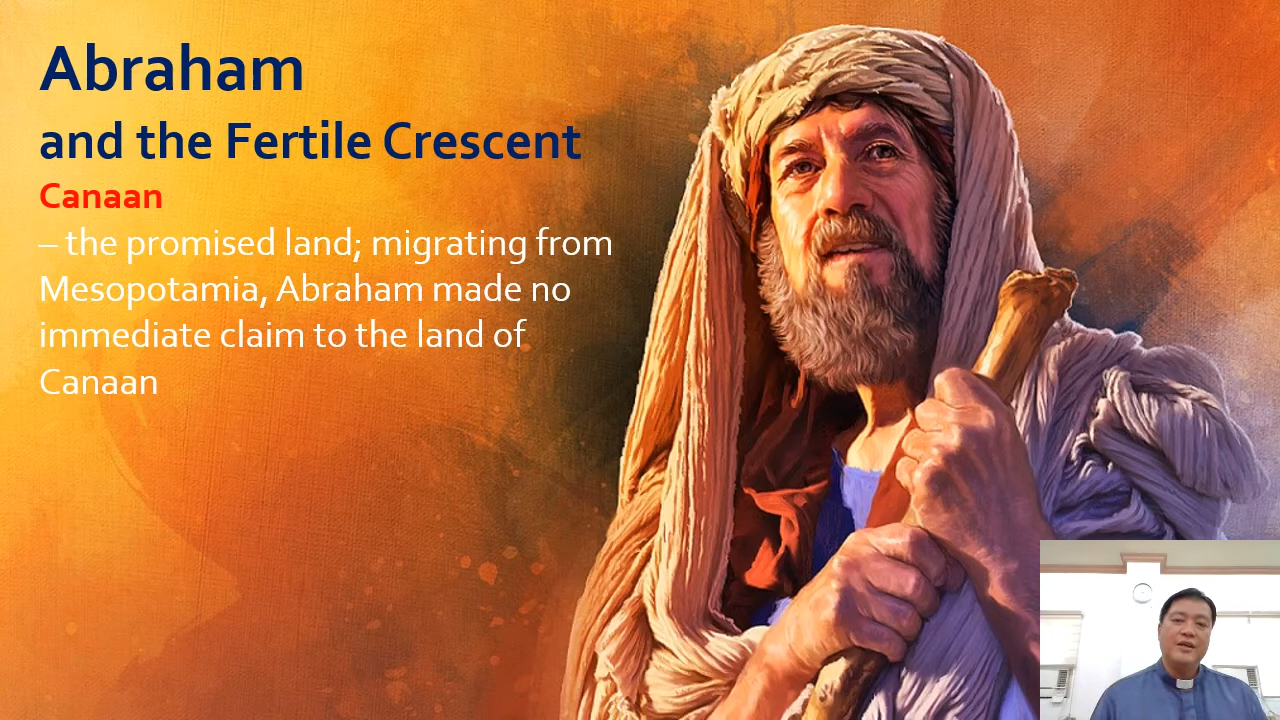 Abraham
and the Fertile Crescent
Canaan
– the promised land; migrating from
Mesopotamia, Abraham made no
immediate claim to the land of
Canaan